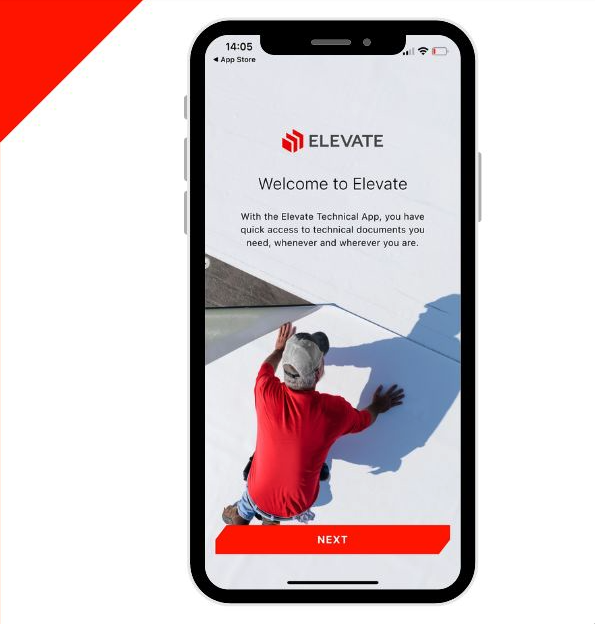 14:05
◀ App Store
ELEVATE
Welcome to Elevate
With the Elevate Technical App, you have
quick access to technical documents you
need, whenever and wherever you are.
NEXT